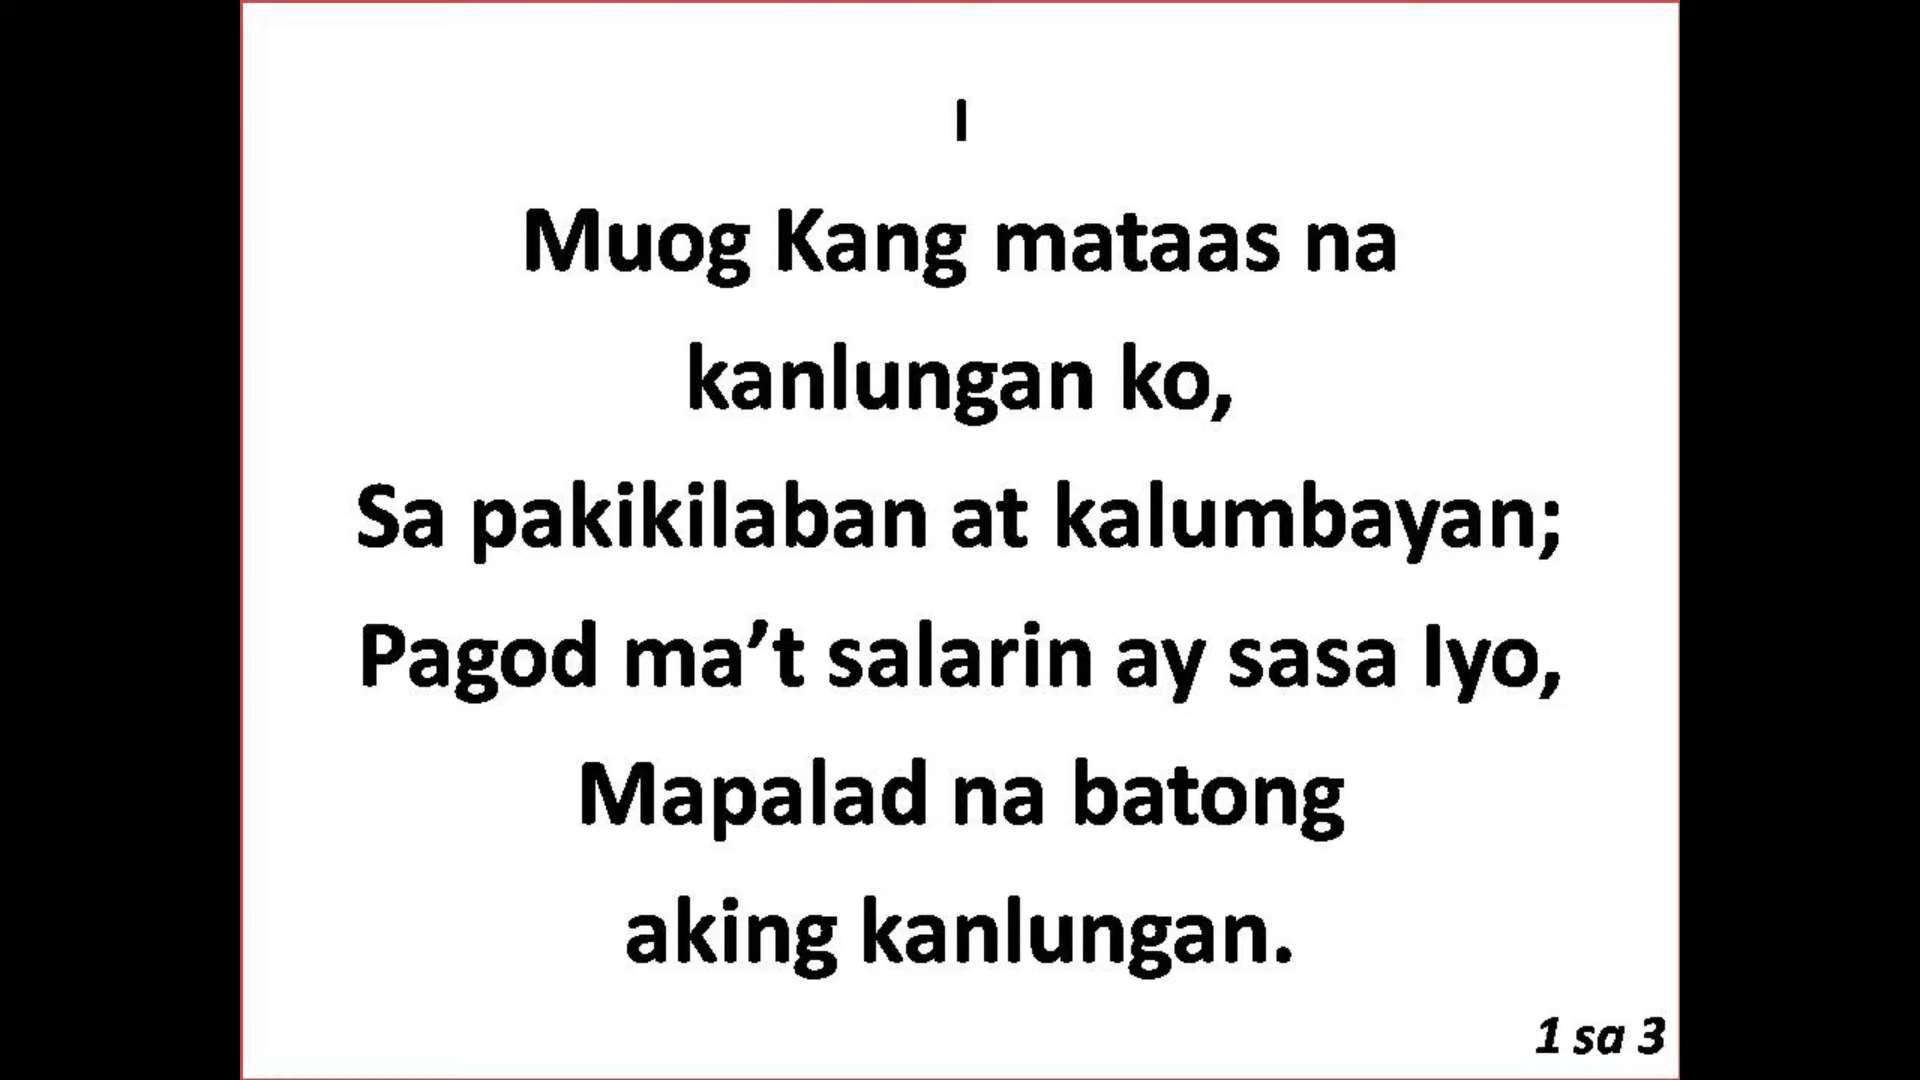 I
Muog Kang mataas na
kanlungan ko,
Sa pakikilaban at kalumbayan;
Pagod ma’t salarin ay sasa Iyo,
Mapalad na batong
aking kanlungan.
1 sa 3